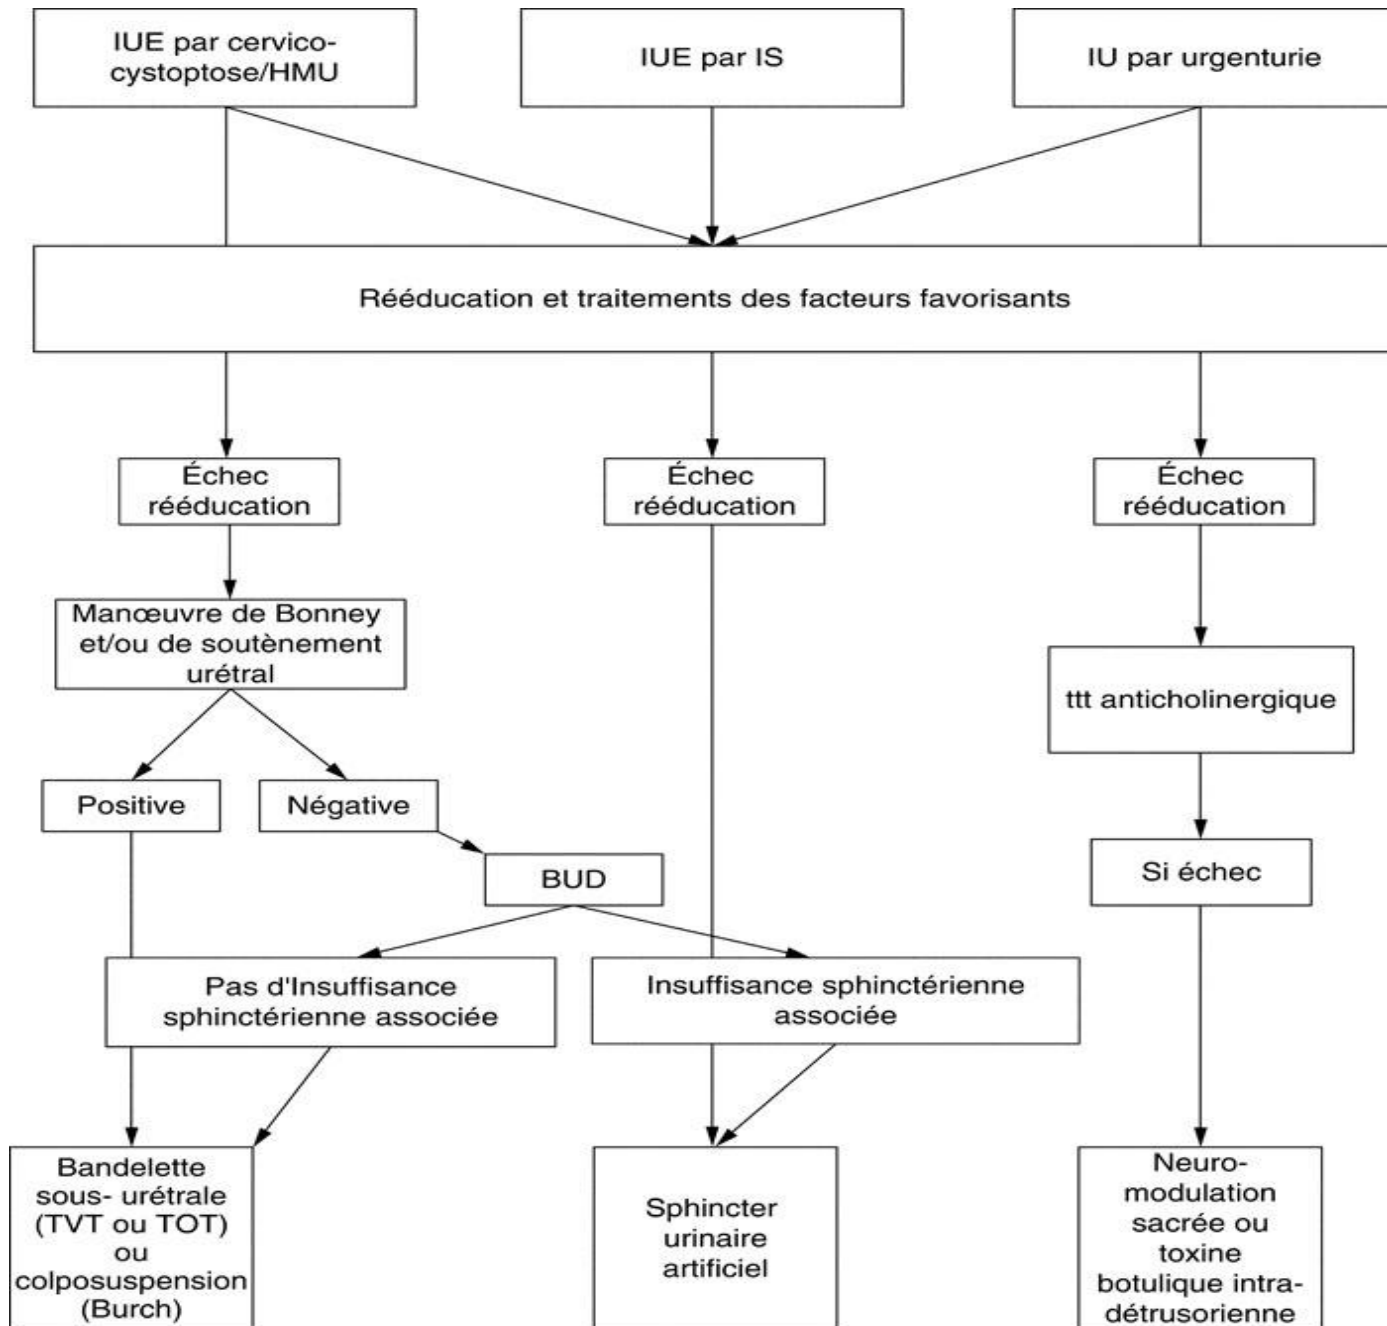 IUE par cervico-
cystoptose/HMU
IUE par IS
IU par urgenturie
Rééducation et traitements des facteurs favorisants
Échec
rééducation
Échec
rééducation
Échec
rééducation
Manœuvre de Bonney
et/ou de soutènement
urétral
ttt anticholinergique
Positive
Négative
BUD
Si échec
Pas d'Insuffisance
sphinctérienne associée
Insuffisance sphinctérienne
associée
Bandelette
sous- urétrale
(TVT ou TOT)
ou
colposuspension
(Burch)
Sphincter
urinaire
artificiel
Neuro-
modulation
sacrée ou
toxine
botulique intra-
détrusorienne